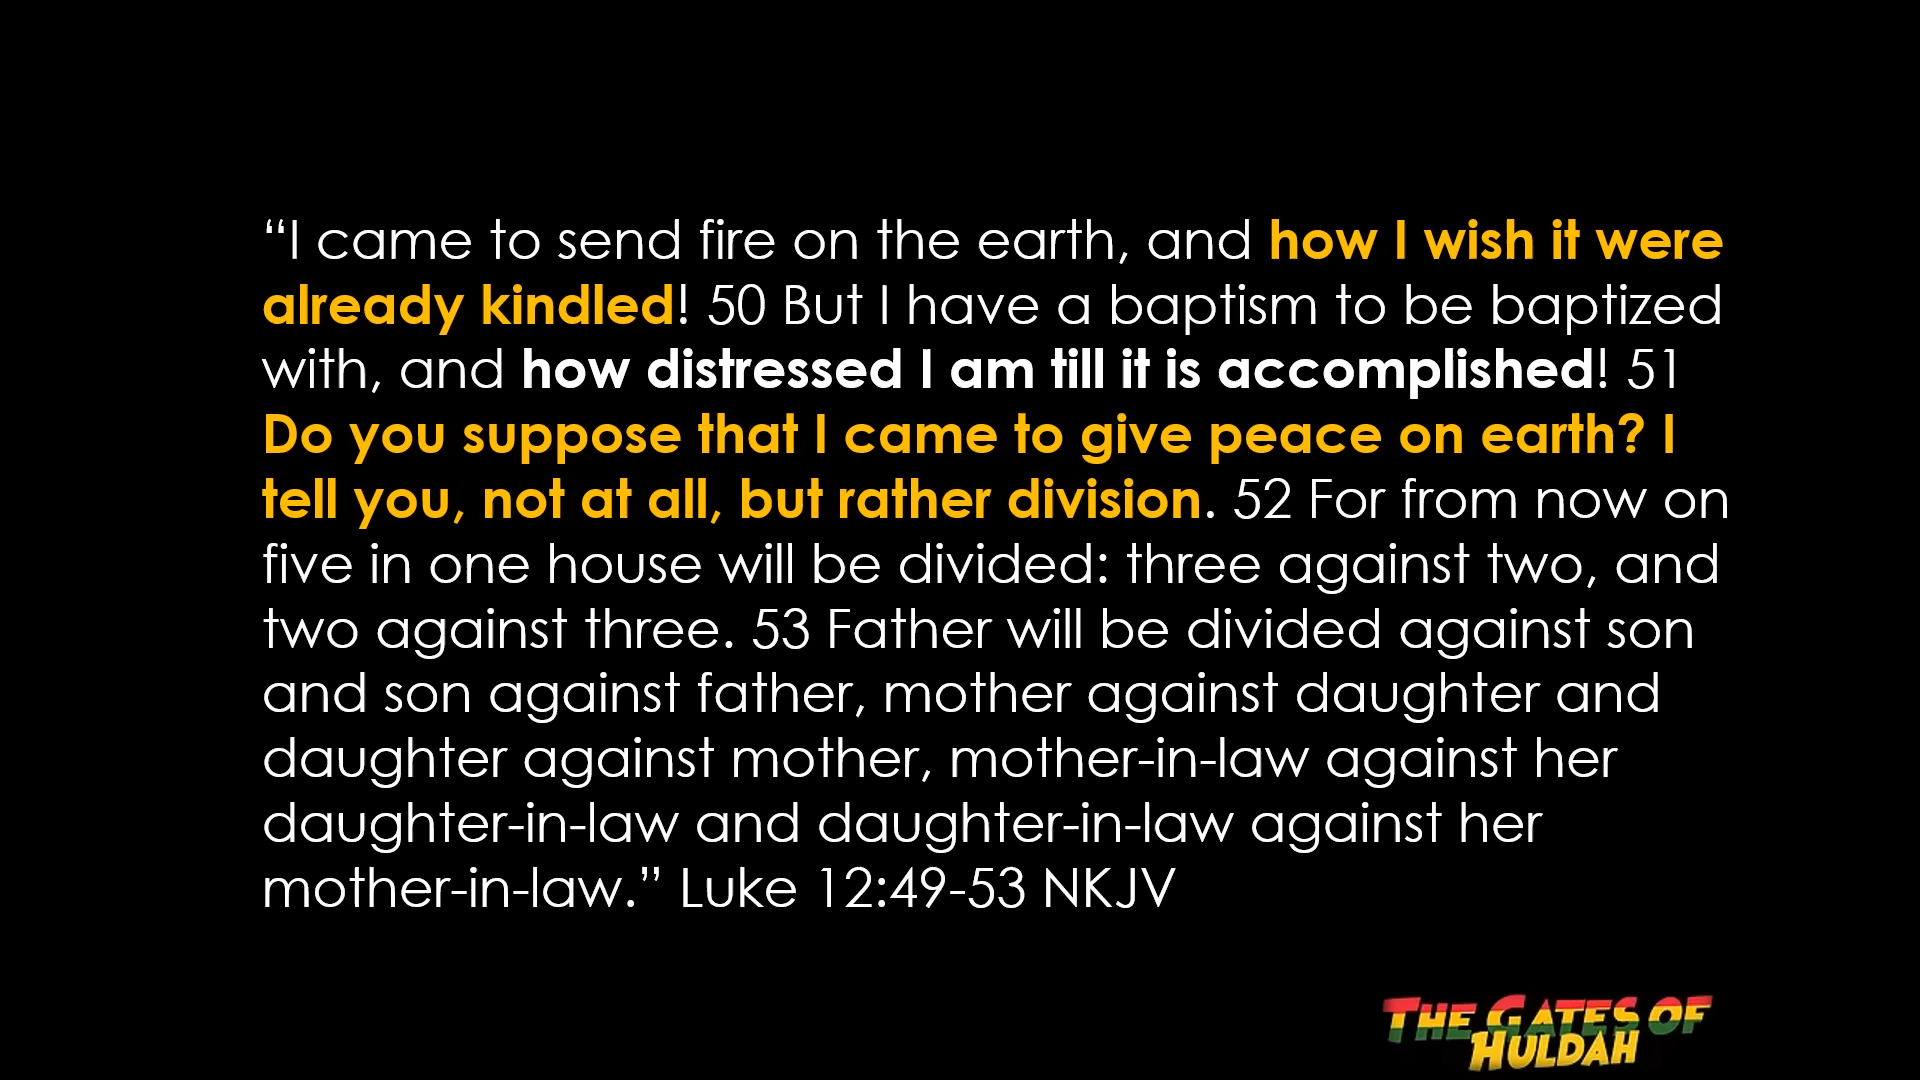 “I came to send fire on the earth, and how I wish it were
already kindled! 50 But I have a baptism to be baptized
with, and how distressed I am till it is accomplished! 51
Do you suppose that I came to give peace on earth? I
tell you, not at all, but rather division. 52 For from now on
five in one house will be divided: three against two, and
two against three. 53 Father will be divided against son
and son against father, mother against daughter and
daughter against mother, mother-in-law against her
daughter-in-law and daughter-in-law against her
mother-in-law.” Luke 12:49-53 NKJV
THE GATES OF
HULDAH